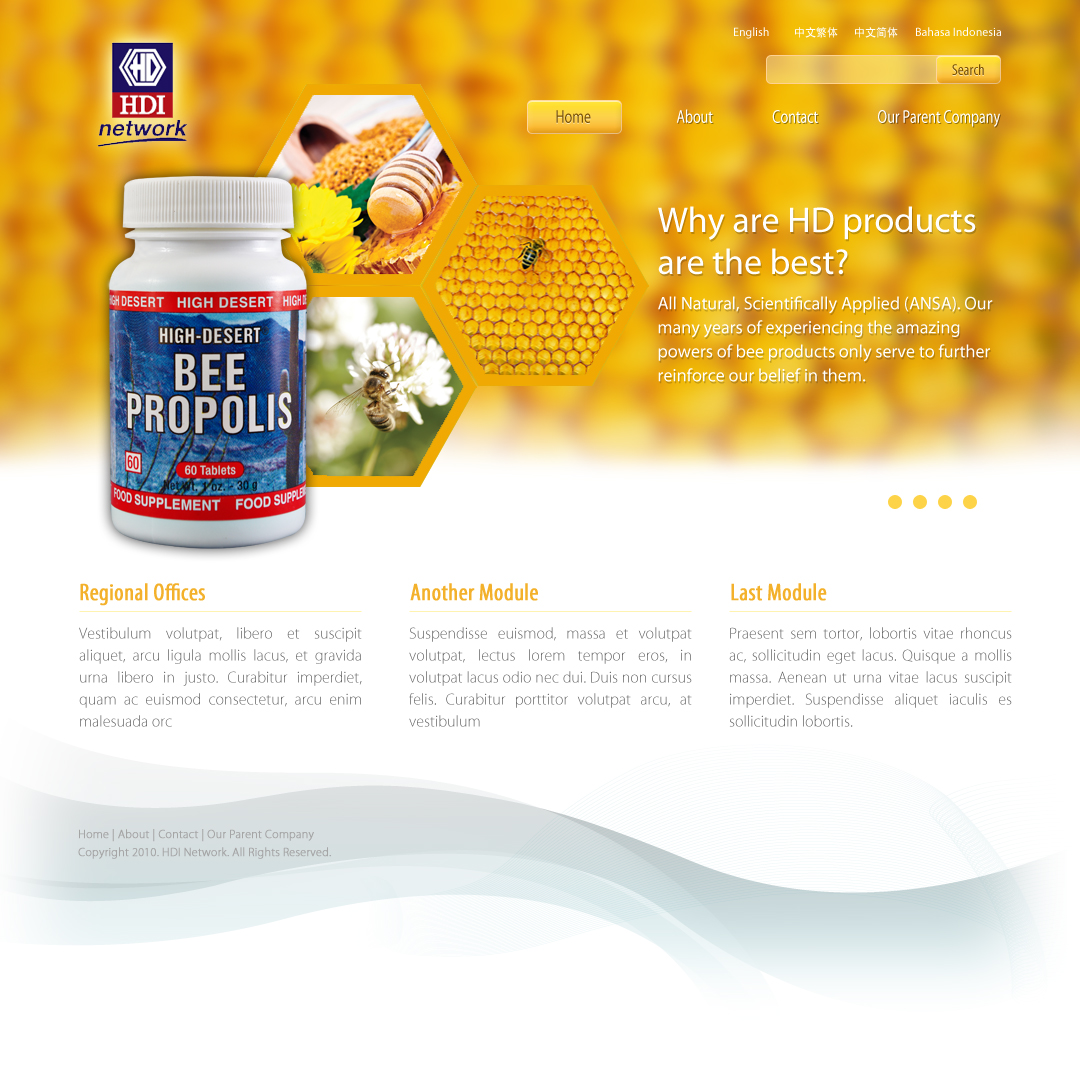 English 中文繁体 中文简体 Bahasa Indonesia
Search
HD
HDI
network
Home About Contact Our Parent Company
Why are HD products
are the best?
All Natural, Scientifically Applied (ANSA). Our
many years of experiencing the amazing
powers of bee products only serve to further
reinforce our belief in them.
GH DESERT HIGH DESERT HIGH DE
HIGH-DESERT
BEE
PROPOLIS
60
60 Tablets
Net Wt. 1 oz. - 30 g
FOOD SUPPLEMENT FOOD SUPPLE
Regional Offices
Vestibulum volutpat, libero et suscipit
aliquet, arcu ligula mollis lacus, et gravida
urna libero in justo. Curabitur imperdiet,
quam ac euismod consectetur, arcu enim
malesuada orc
Another Module
Suspendisse euismod, massa et volutpat
volutpat, lectus lorem tempor eros, in
volutpat lacus odio nec dui. Duis non cursus
felis. Curabitur porttitor volutpat arcu, at
vestibulum
Last Module
Praesent sem tortor, lobortis vitae rhoncus
ac, sollicitudin eget lacus. Quisque a mollis
massa. Aenean ut urna vitae lacus suscipit
imperdiet. Suspendisse aliquet iaculis es
sollicitudin lobortis.
Home | About | Contact | Our Parent Company
Copyright 2010. HDI Network. All Rights Reserved.